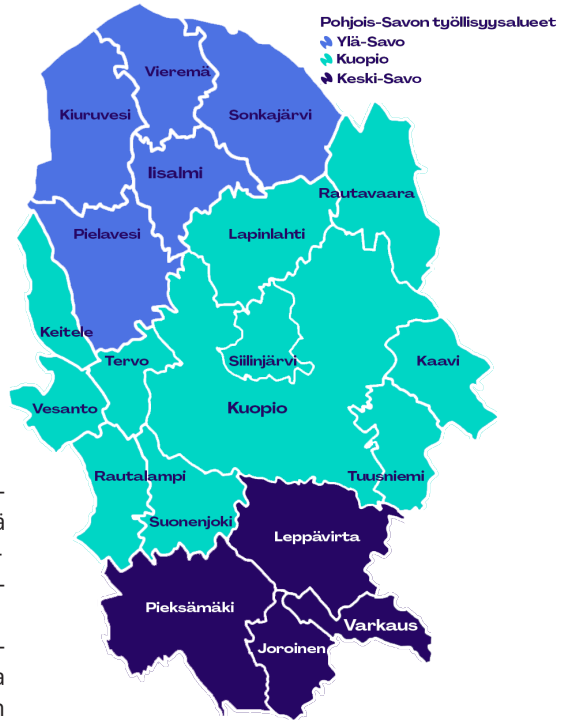 Pohjois-Savon työllisyysalueet
Ylä-Savo
Kuopio
Keski-Savo
Vieremä
Kiuruvesi
Sonkajärvi
Iisalmi
Rautavaara
Pielavesi
Lapinlahti
Keitele
Tervo
Siilinjärvi
Kaavi
Vesanto
Kuopio
Rautalampi
Tuusniemi
Suonenjoki
Leppävirta
Pieksämäki
Varkaus
Joroinen